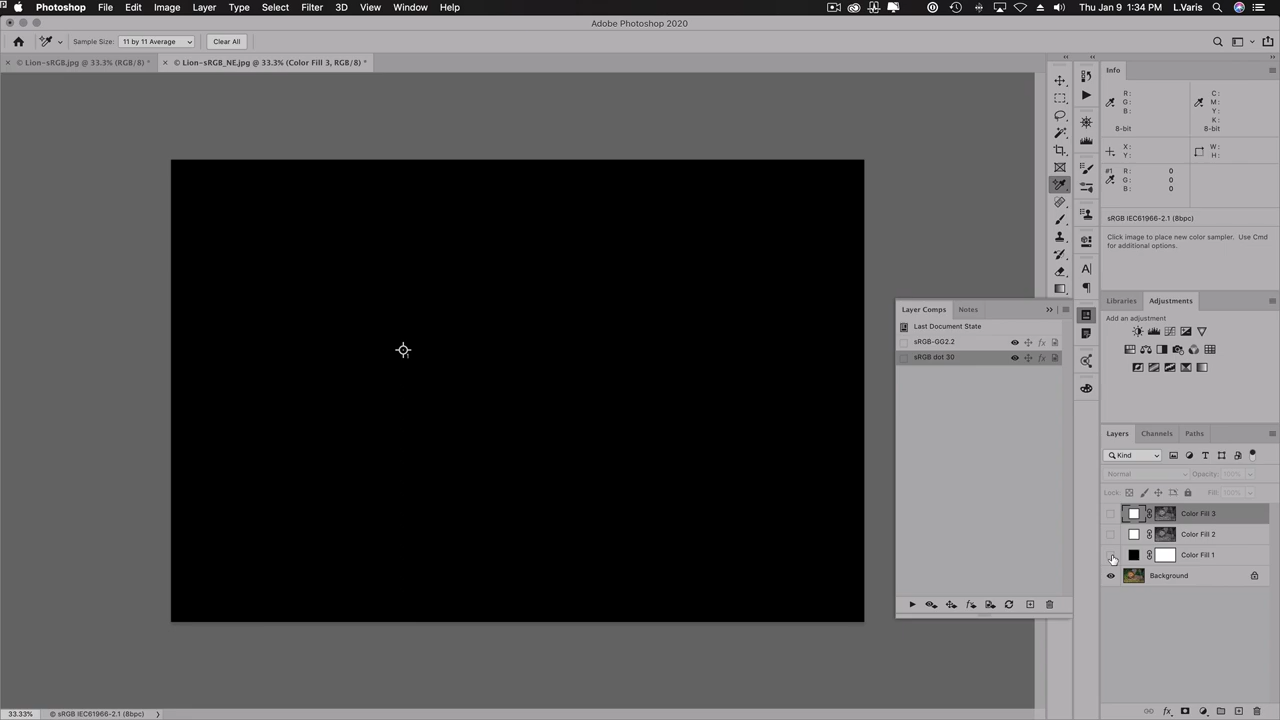 Photoshop File Edit Image Layer Type Select Filter 3D View Window Help Thu Jan 9 1:34 PM L.Varis
Adobe Photoshop 2020
Sample Size: 11 by 11 Average Clear All
Lion-sRGB.jpg @ 33.3% (RGB/8) * Lion-sRGB_NE.jpg @ 33.3% (Color Fill 3, RGB/8) *
Info
R: C:
G: M:
B: Y:
K:
8-bit 8-bit
X: W:
Y: H:
#1 R: 0
G: 0
B: 0
sRGB IEC61966-2.1 (8bpc)
Click image to place new color sampler. Use Cmd
for additional options.
Libraries Adjustments
Add an adjustment
Layer Comps Notes
Last Document State
sRGB-GG2.2
sRGB dot 30
Layers Channels Paths
Kind
Normal Opacity: 100%
Lock: Fill: 100%
Color Fill 3
Color Fill 2
Color Fill 1
Background
33.33% sRGB IEC61966-2.1 (8bpc)